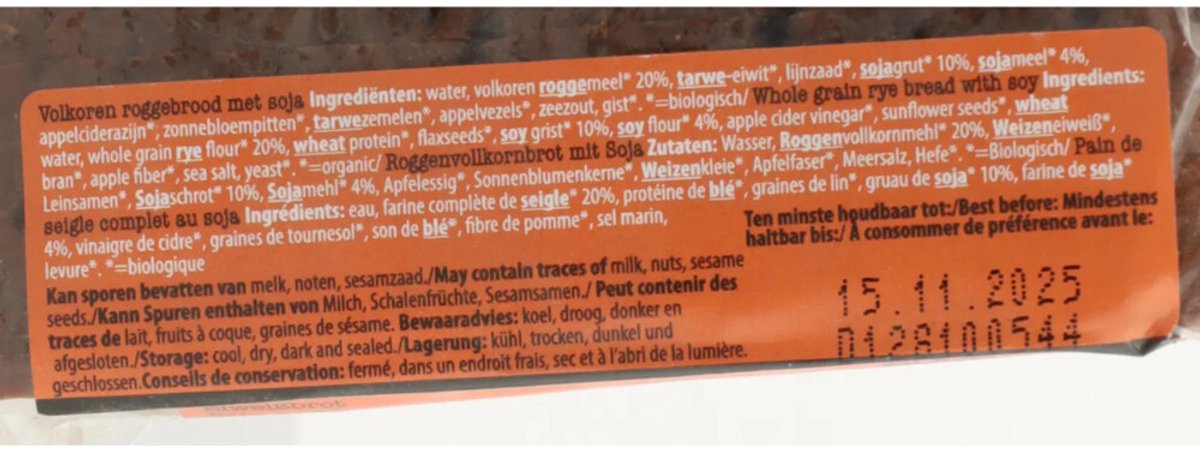 Volkoren roggebrood met soja Ingrediënten: water, volkoren roggemeel* 20%, tarwe-eiwit*, lijnzaad*, sojagrut* 10%, sojameel* 4%,
appelciderazijn*, zonnebloempitten*, tarwezemelen*, appelvezels*, zeezout, gist*. *=biologisch/ Whole grain rye bread with soy Ingredients:
water, whole grain rye flour* 20%, wheat protein*, flaxseeds*, soy grist* 10%, soy flour* 4%, apple cider vinegar*, sunflower seeds*, wheat
bran*, apple fiber*, sea salt, yeast*. *=organic/ Roggenvollkornbrot mit Soja Zutaten: Wasser, Roggenvollkornmehl* 20%, Weizeneiweiß*,
Leinsamen*, Sojaschrot* 10%, Sojamehl* 4%, Apfelessig*, Sonnenblumenkerne*, Weizenkleie*, Apfelfaser*, Meersalz, Hefe*. *=Biologisch/ Pain de
seigle complet au soja Ingrédients: eau, farine complète de seigle* 20%, protéine de blé*, graines de lin*, gruau de soja* 10%, farine de soja*
4%, vinaigre de cidre*, graines de tournesol*, son de blé*, fibre de pomme*, sel marin,
levure*. *=biologique
Ten minste houdbaar tot:/Best before: Mindestens
haltbar bis:/ À consommer de préférence avant le:
Kan sporen bevatten van melk, noten, sesamzaad./May contain traces of milk, nuts, sesame
seeds./Kann Spuren enthalten von Milch, Schalenfrüchte, Sesamsamen./ Peut contenir des
traces de lait, fruits à coque, graines de sésame. Bewaaradvies: koel, droog, donker en
afgesloten./Storage: cool, dry, dark and sealed./Lagerung: kühl, trocken, dunkel und
geschlossen.Conseils de conservation: fermé, dans un endroit frais, sec et à l'abri de la lumière.
15.11.2025